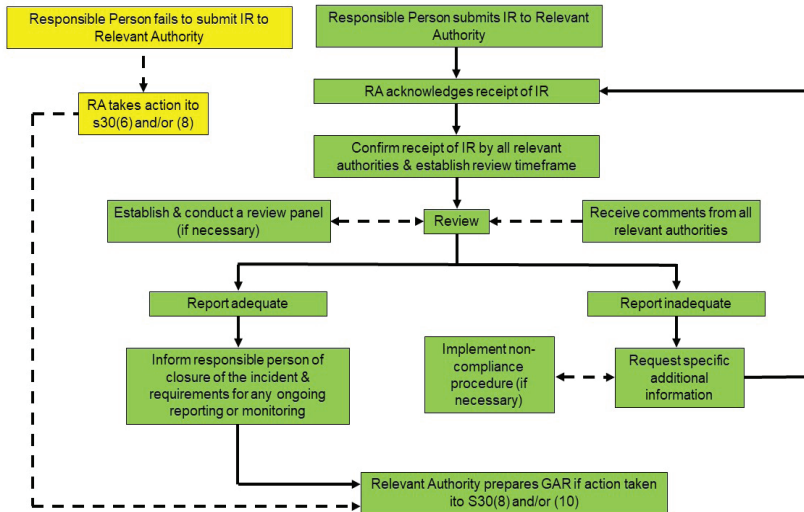 Responsible Person fails to submit IR to
Relevant Authority
Responsible Person submits IR to Relevant
Authority
RA takes action ito
s30(6) and/or (8)
RA acknowledges receipt of IR
Confirm receipt of IR by all relevant
authorities & establish review timeframe
Establish & conduct a review panel
(if necessary)
Review
Receive comments from all
relevant authorities
Report adequate
Report inadequate
Inform responsible person of
closure of the incident &
requirements for any ongoing
reporting or monitoring
Implement non-
compliance
procedure (if
necessary)
Request specific
additional
information
Relevant Authority prepares GAR if action taken
ito S30(8) and/or (10)